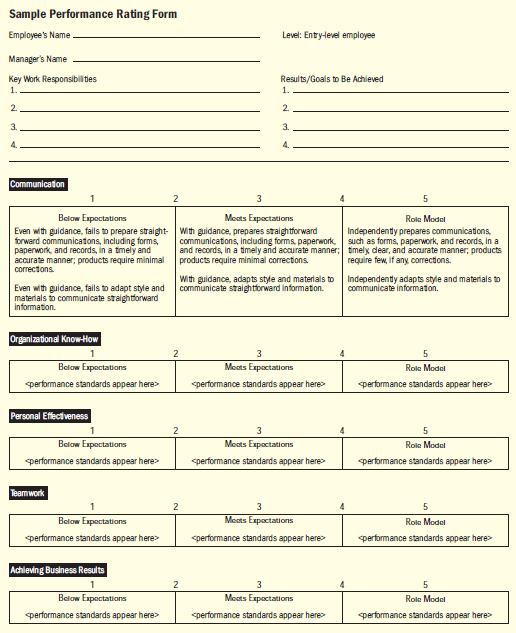 Sample Performance Rating Form
Employee's Name
Level: Entry-level employee
Manager's Name
Key Work Responsibilities
Results/Goals to Be Achieved
1.
1.
2.
2.
3.
3.
4.
4.
Communication
1 2 3 4 5
Below Expectations
Even with guidance, fails to prepare straight-
forward communications, including forms,
paperwork, and records, in a timely and
accurate manner; products require minimal
corrections.
Even with guidance, fails to adapt style and
materials to communicate straightforward
information.
Meets Expectations
With guidance, prepares straightforward
communications, including forms, paperwork,
and records, in a timely and accurate manner;
products require minimal corrections.
With guidance, adapts style and materials to
communicate straightforward information.
Role Model
Independently prepares communications,
such as forms, paperwork, and records, in a
timely, clear, and accurate manner; products
require few, if any, corrections.
Independently adapts style and materials to
communicate information.
Organizational Know-How
1 2 3 4 5
Below Expectations
<performance standards appear here>
Meets Expectations
<performance standards appear here>
Role Model
<performance standards appear here>
Personal Effectiveness
1 2 3 4 5
Below Expectations
<performance standards appear here>
Meets Expectations
<performance standards appear here>
Role Model
<performance standards appear here>
Teamwork
1 2 3 4 5
Below Expectations
<performance standards appear here>
Meets Expectations
<performance standards appear here>
Role Model
<performance standards appear here>
Achieving Business Results
1 2 3 4 5
Below Expectations
<performance standards appear here>
Meets Expectations
<performance standards appear here>
Role Model
<performance standards appear here>